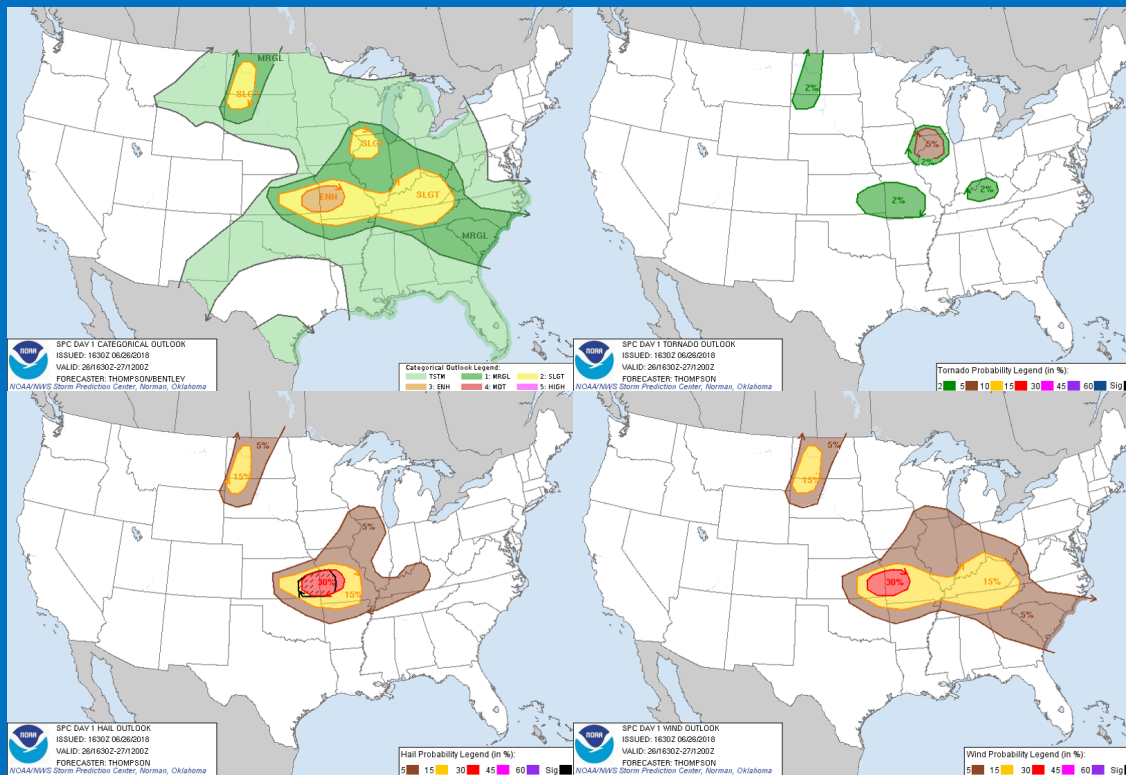 MRGL
SLGT
SLGT
ENH
SLGT
MRGL
NOAA
SPC DAY 1 CATEGORICAL OUTLOOK
ISSUED: 1630Z 06/26/2018
VALID: 26/1630Z-27/1200Z
FORECASTER: THOMPSON/BENTLEY
NOAA/NWS Storm Prediction Center, Norman, Oklahoma
Categorical Outlook Legend:
TSTM 1: MRGL 2: SLGT
3: ENH 4: MDT 5: HIGH
2%
5%
2%
2%
2%
NOAA
SPC DAY 1 TORNADO OUTLOOK
ISSUED: 1630Z 06/26/2018
VALID: 26/1630Z-27/1200Z
FORECASTER: THOMPSON
NOAA/NWS Storm Prediction Center, Norman, Oklahoma
Tornado Probability Legend (in %):
2 5 10 15 30 45 60 Sig
5%
15%
5%
30%
15%
NOAA
SPC DAY 1 HAIL OUTLOOK
ISSUED: 1630Z 06/26/2018
VALID: 26/1630Z-27/1200Z
FORECASTER: THOMPSON
NOAA/NWS Storm Prediction Center, Norman, Oklahoma
Hail Probability Legend (in %):
5 15 30 45 60 Sig
5%
15%
30%
15%
5%
NOAA
SPC DAY 1 WIND OUTLOOK
ISSUED: 1630Z 06/26/2018
VALID: 26/1630Z-27/1200Z
FORECASTER: THOMPSON
NOAA/NWS Storm Prediction Center, Norman, Oklahoma
Wind Probability Legend (in %):
5 15 30 45 60 Sig